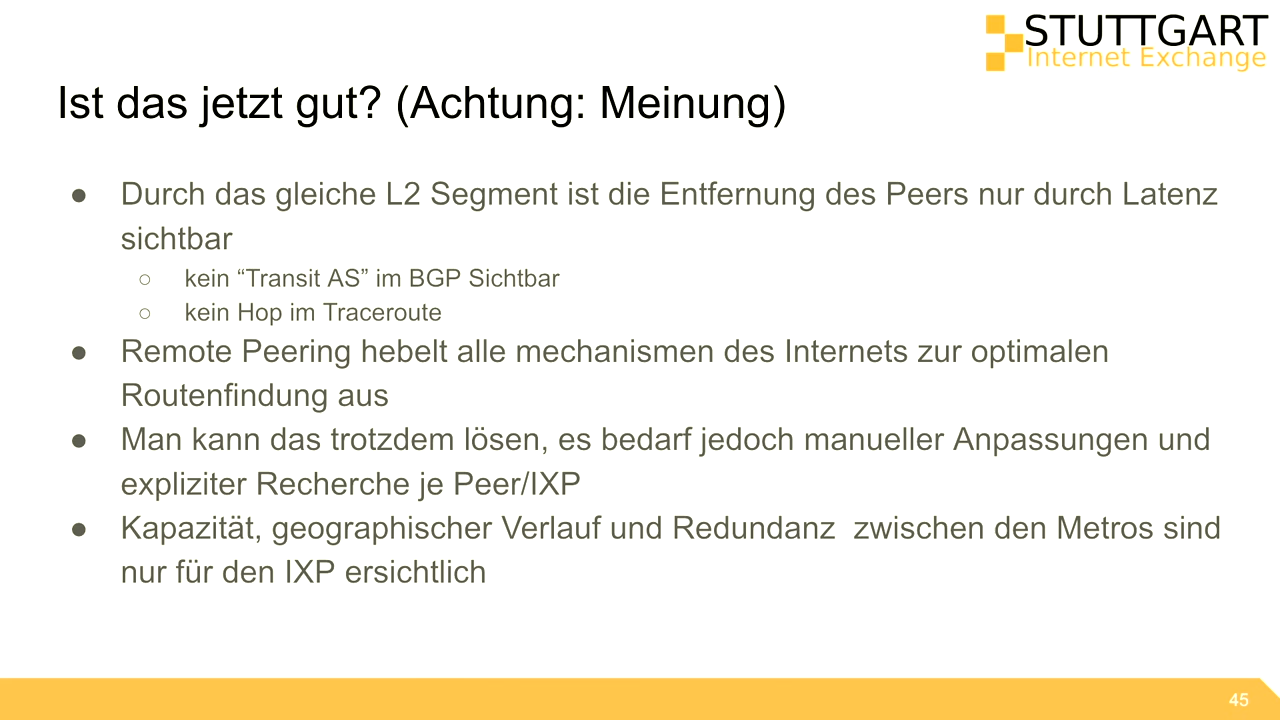 STUTTGART
Internet Exchange
Ist das jetzt gut? (Achtung: Meinung)
● Durch das gleiche L2 Segment ist die Entfernung des Peers nur durch Latenz
sichtbar
○ kein “Transit AS” im BGP Sichtbar
○ kein Hop im Traceroute
● Remote Peering hebelt alle mechanismen des Internets zur optimalen
Routenfindung aus
● Man kann das trotzdem lösen, es bedarf jedoch manueller Anpassungen und
expliziter Recherche je Peer/IXP
● Kapazität, geographischer Verlauf und Redundanz  zwischen den Metros sind
nur für den IXP ersichtlich
45